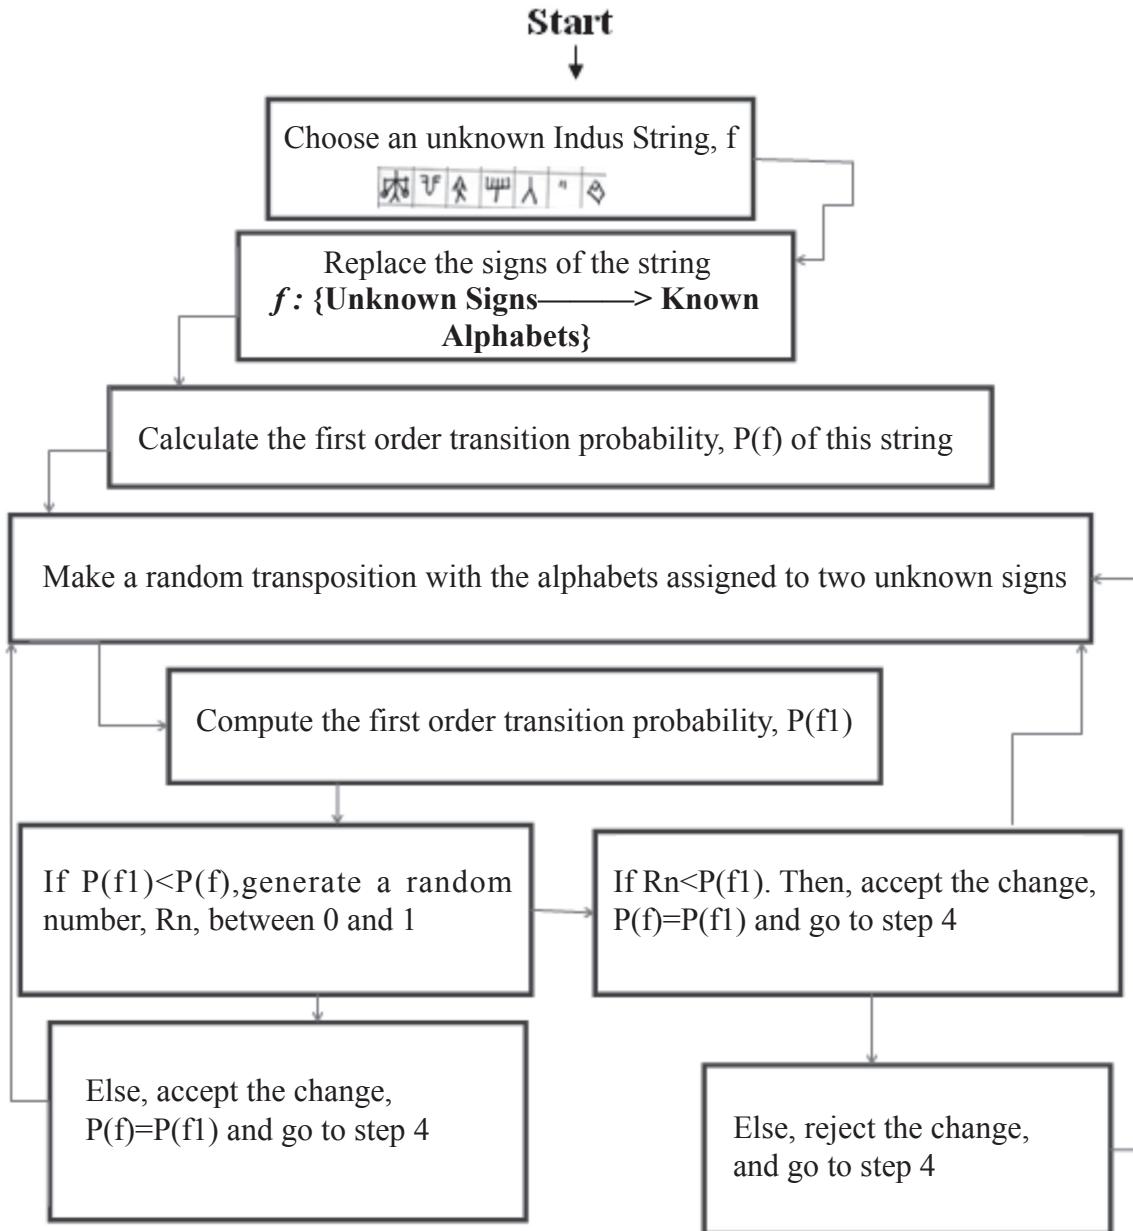 Start
Choose an unknown Indus String, f
Replace the signs of the string
f : {Unknown Signs———> Known
Alphabets}
Calculate the first order transition probability, P(f) of this string
Make a random transposition with the alphabets assigned to two unknown signs
Compute the first order transition probability, P(f1)
If P(f1)<P(f),generate a random
number, Rn, between 0 and 1
If Rn<P(f1). Then, accept the change,
P(f)=P(f1) and go to step 4
Else, accept the change,
P(f)=P(f1) and go to step 4
Else, reject the change,
and go to step 4